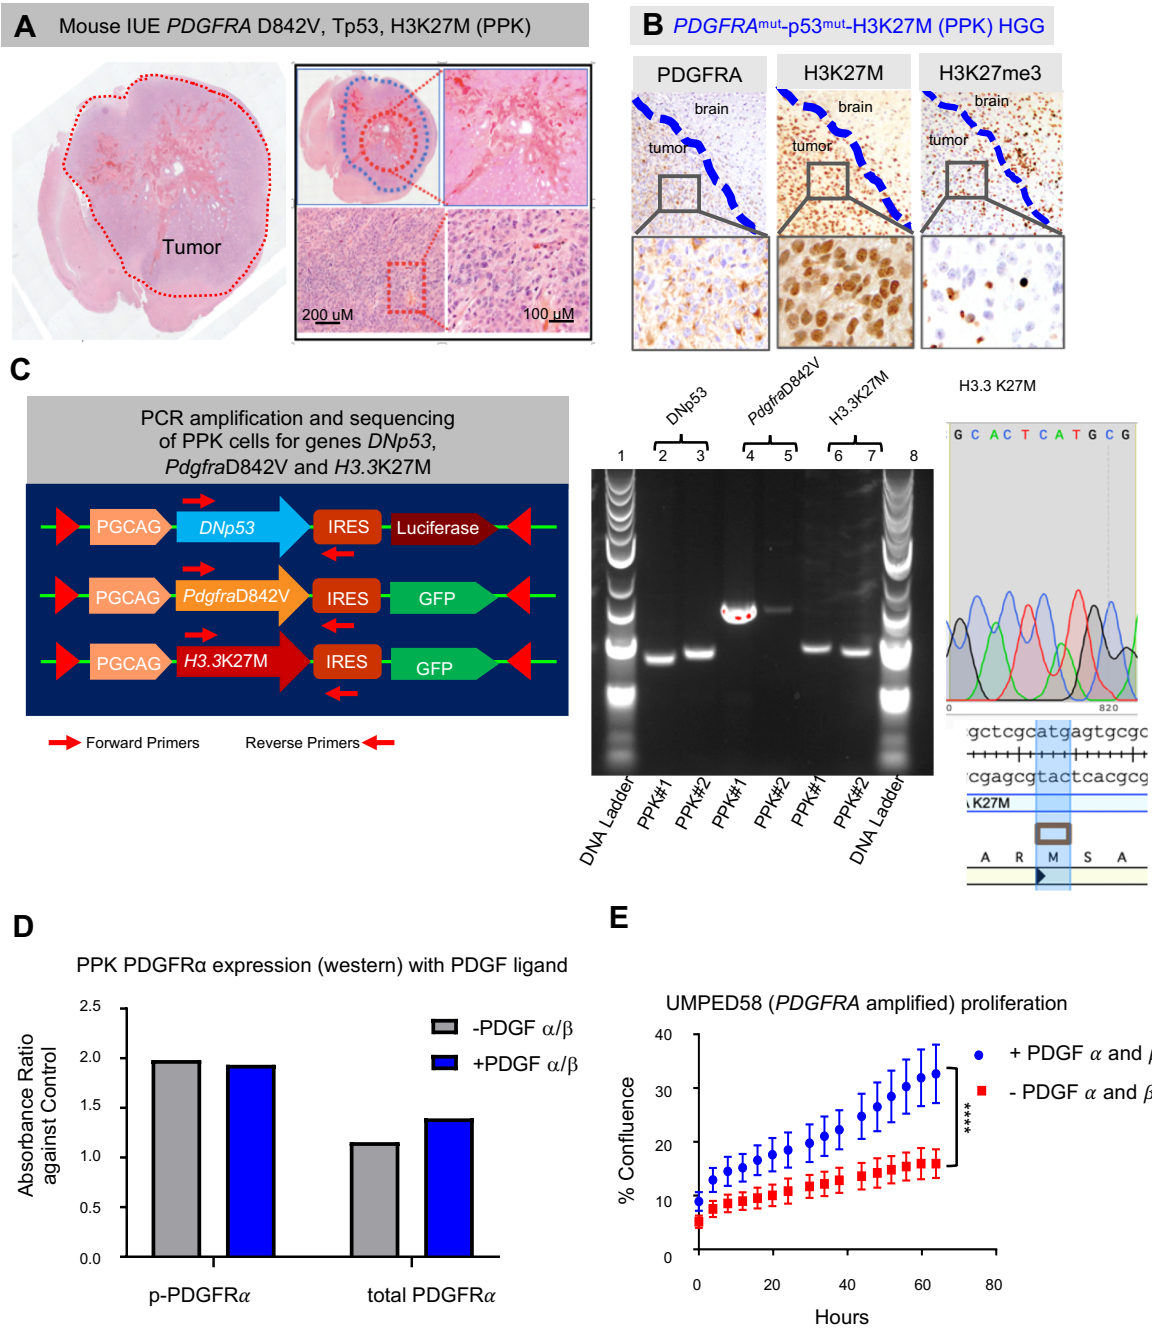 A
Mouse IUE PDGFRA D842V, Tp53, H3K27M (PPK)
Tumor
200 uM
100 uM
B
PDGFRAmut-p53mut-H3K27M (PPK) HGG
PDGFRA
H3K27M
H3K27me3
brain
tumor
brain
tumor
brain
tumor
C
PCR amplification and sequencing
of PPK cells for genes DNp53,
PdgfraD842V and H3.3K27M
PGCAG DNp53 IRES Luciferase
PGCAG PdgfraD842V IRES GFP
PGCAG H3.3K27M IRES GFP
Forward Primers
Reverse Primers
DNp53
PdgfraD842V
H3.3K27M
1 2 3 4 5 6 7 8
DNA Ladder
PPK#1
PPK#2
PPK#1
PPK#2
PPK#1
PPK#2
DNA Ladder
H3.3 K27M
G C A C T C A T G C G
0 820
gctcgcatgagtgcgc
cgagcgtactcacgcg
K27M
A R M S A
D
PPK PDGFRα expression (western) with PDGF ligand
Absorbance Ratio
against Control
2.5
2.0
1.5
1.0
0.5
0.0
-PDGF α/β
+PDGF α/β
p-PDGFRα
total PDGFRα
E
UMPED58 (PDGFRA amplified) proliferation
% Confluence
40
30
20
10
0
0 20 40 60 80
Hours
+ PDGF α and β
- PDGF α and β
****